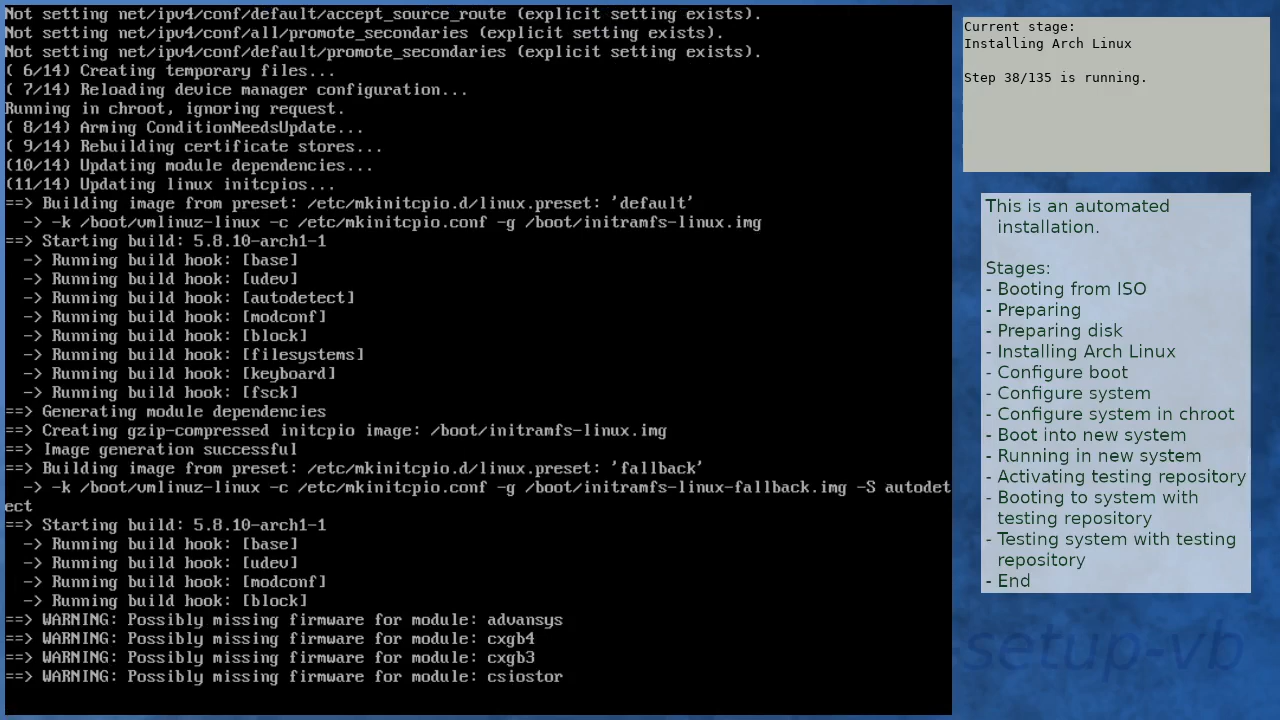 Not setting net/ipv4/conf/default/accept_source_route (explicit setting exists).
Not setting net/ipv4/conf/all/promote_secondaries (explicit setting exists).
Not setting net/ipv4/conf/default/promote_secondaries (explicit setting exists).
( 6/14) Creating temporary files...
( 7/14) Reloading device manager configuration...
Running in chroot, ignoring request.
( 8/14) Arming ConditionNeedsUpdate...
( 9/14) Rebuilding certificate stores...
(10/14) Updating module dependencies...
(11/14) Updating linux initcpios...
==> Building image from preset: /etc/mkinitcpio.d/linux.preset: 'default'
  -> -k /boot/vmlinuz-linux -c /etc/mkinitcpio.conf -g /boot/initramfs-linux.img
==> Starting build: 5.8.10-arch1-1
  -> Running build hook: [base]
  -> Running build hook: [udev]
  -> Running build hook: [autodetect]
  -> Running build hook: [modconf]
  -> Running build hook: [block]
  -> Running build hook: [filesystems]
  -> Running build hook: [keyboard]
  -> Running build hook: [fsck]
==> Generating module dependencies
==> Creating gzip-compressed initcpio image: /boot/initramfs-linux.img
==> Image generation successful
==> Building image from preset: /etc/mkinitcpio.d/linux.preset: 'fallback'
  -> -k /boot/vmlinuz-linux -c /etc/mkinitcpio.conf -g /boot/initramfs-linux-fallback.img -S autodet
ect
==> Starting build: 5.8.10-arch1-1
  -> Running build hook: [base]
  -> Running build hook: [udev]
  -> Running build hook: [modconf]
  -> Running build hook: [block]
==> WARNING: Possibly missing firmware for module: advansys
==> WARNING: Possibly missing firmware for module: cxgb4
==> WARNING: Possibly missing firmware for module: cxgb3
==> WARNING: Possibly missing firmware for module: csiostor
Current stage:
Installing Arch Linux
Step 38/135 is running.
This is an automated
installation.
Stages:
- Booting from ISO
- Preparing
- Preparing disk
- Installing Arch Linux
- Configure boot
- Configure system
- Configure system in chroot
- Boot into new system
- Running in new system
- Activating testing repository
- Booting to system with
testing repository
- Testing system with testing
repository
- End
setup-vb